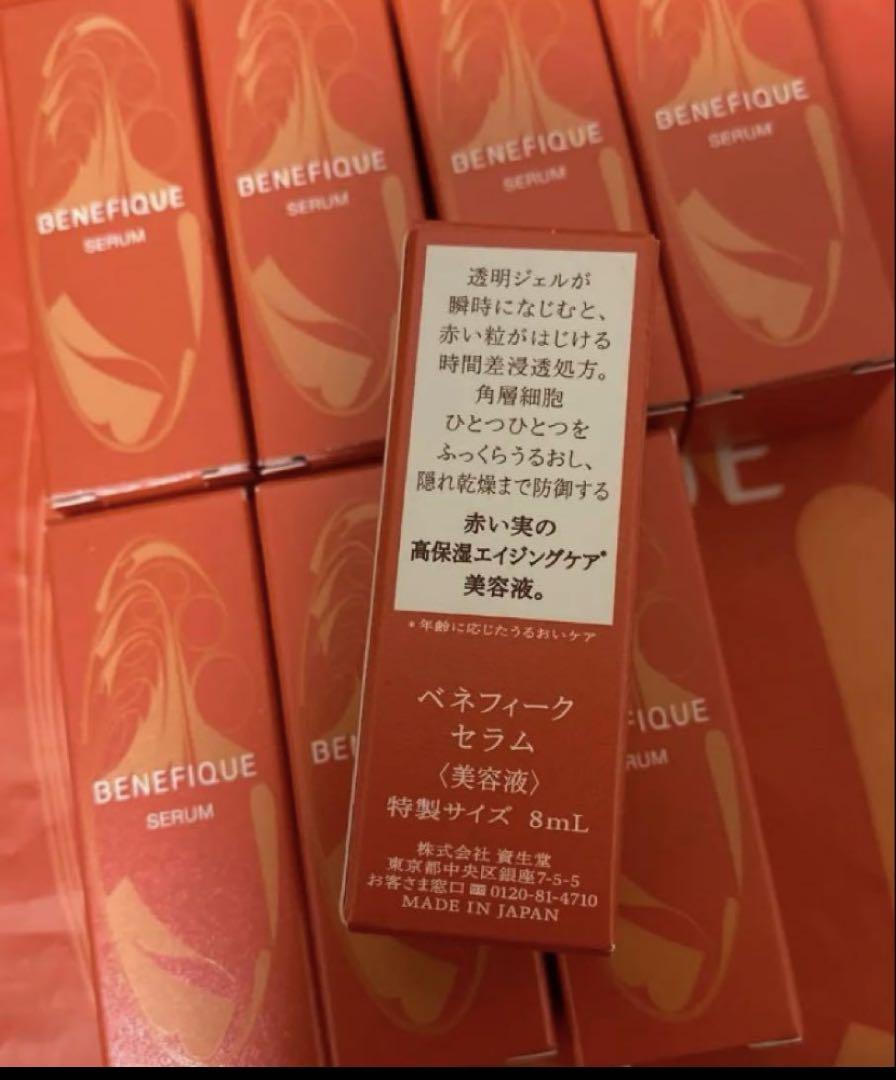 BENEFIQUE
SERUM
BENEFIQUE
SERUM
BENEFIQUE
SERUM
BENEFIQUE
SERUM
透明ジェルが
瞬時になじむと、
赤い粒がはじける
時間差浸透処方。
角層細胞
ひとつひとつを
ふっくらうるおし、
隠れ乾燥まで防御する
赤い実の
高保湿エイジングケア*
美容液。
*年齢に応じたうるおいケア
ベネフィーク
セラム
〈美容液〉
特製サイズ 8mL
株式会社 資生堂
東京都中央区銀座7-5-5
お客さま窓口 0120-81-4710
MADE IN JAPAN
BENEFIQUE
SERUM
BE
FIQUE
RUM
E